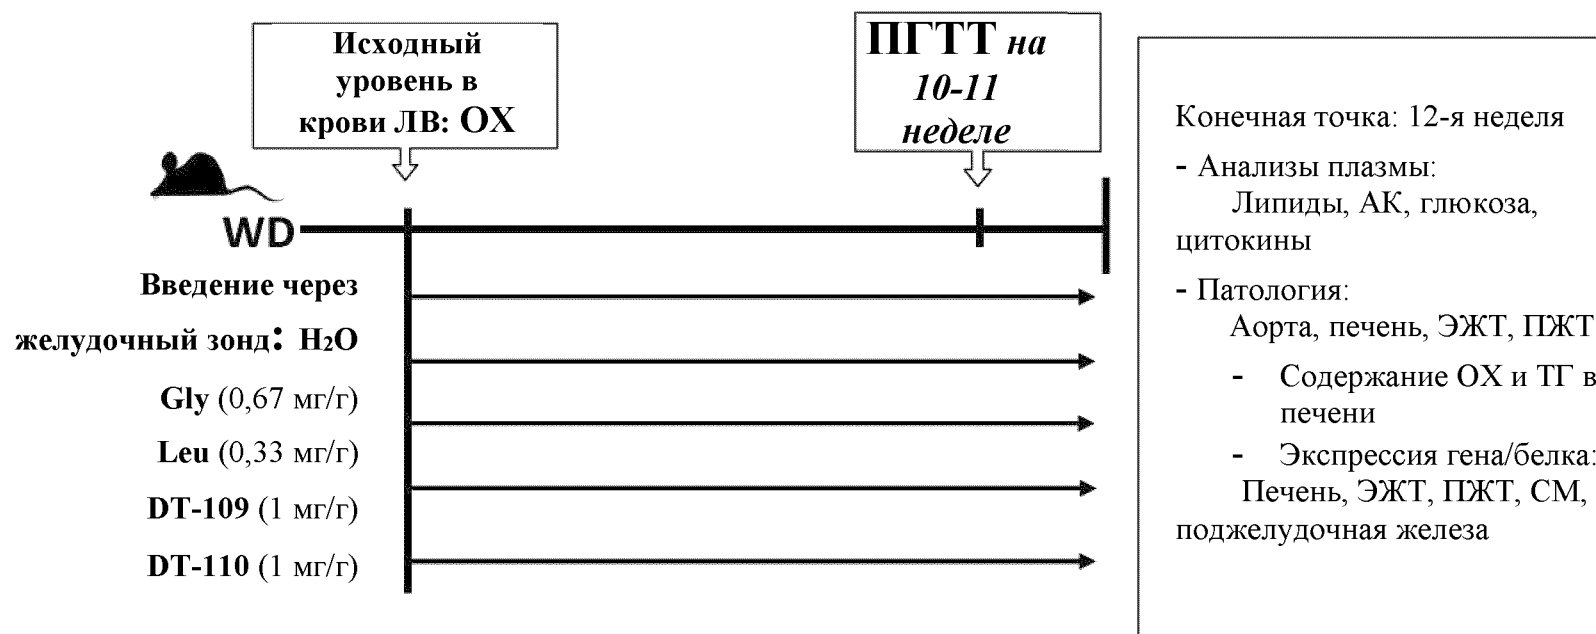 Исходный
уровень в
крови ЛВ: ОХ
ПГТТ на
10-11
неделе
WD
Введение через
желудочный зонд: H₂O
Gly (0,67 мг/г)
Leu (0,33 мг/г)
DT-109 (1 мг/г)
DT-110 (1 мг/г)
Конечная точка: 12-я неделя
- Анализы плазмы:
Липиды, АК, глюкоза,
цитокины
- Патология:
Аорта, печень, ЭЖТ, ПЖТ
- Содержание ОХ и ТГ в
печени
- Экспрессия гена/белка:
Печень, ЭЖТ, ПЖТ, СМ,
поджелудочная железа